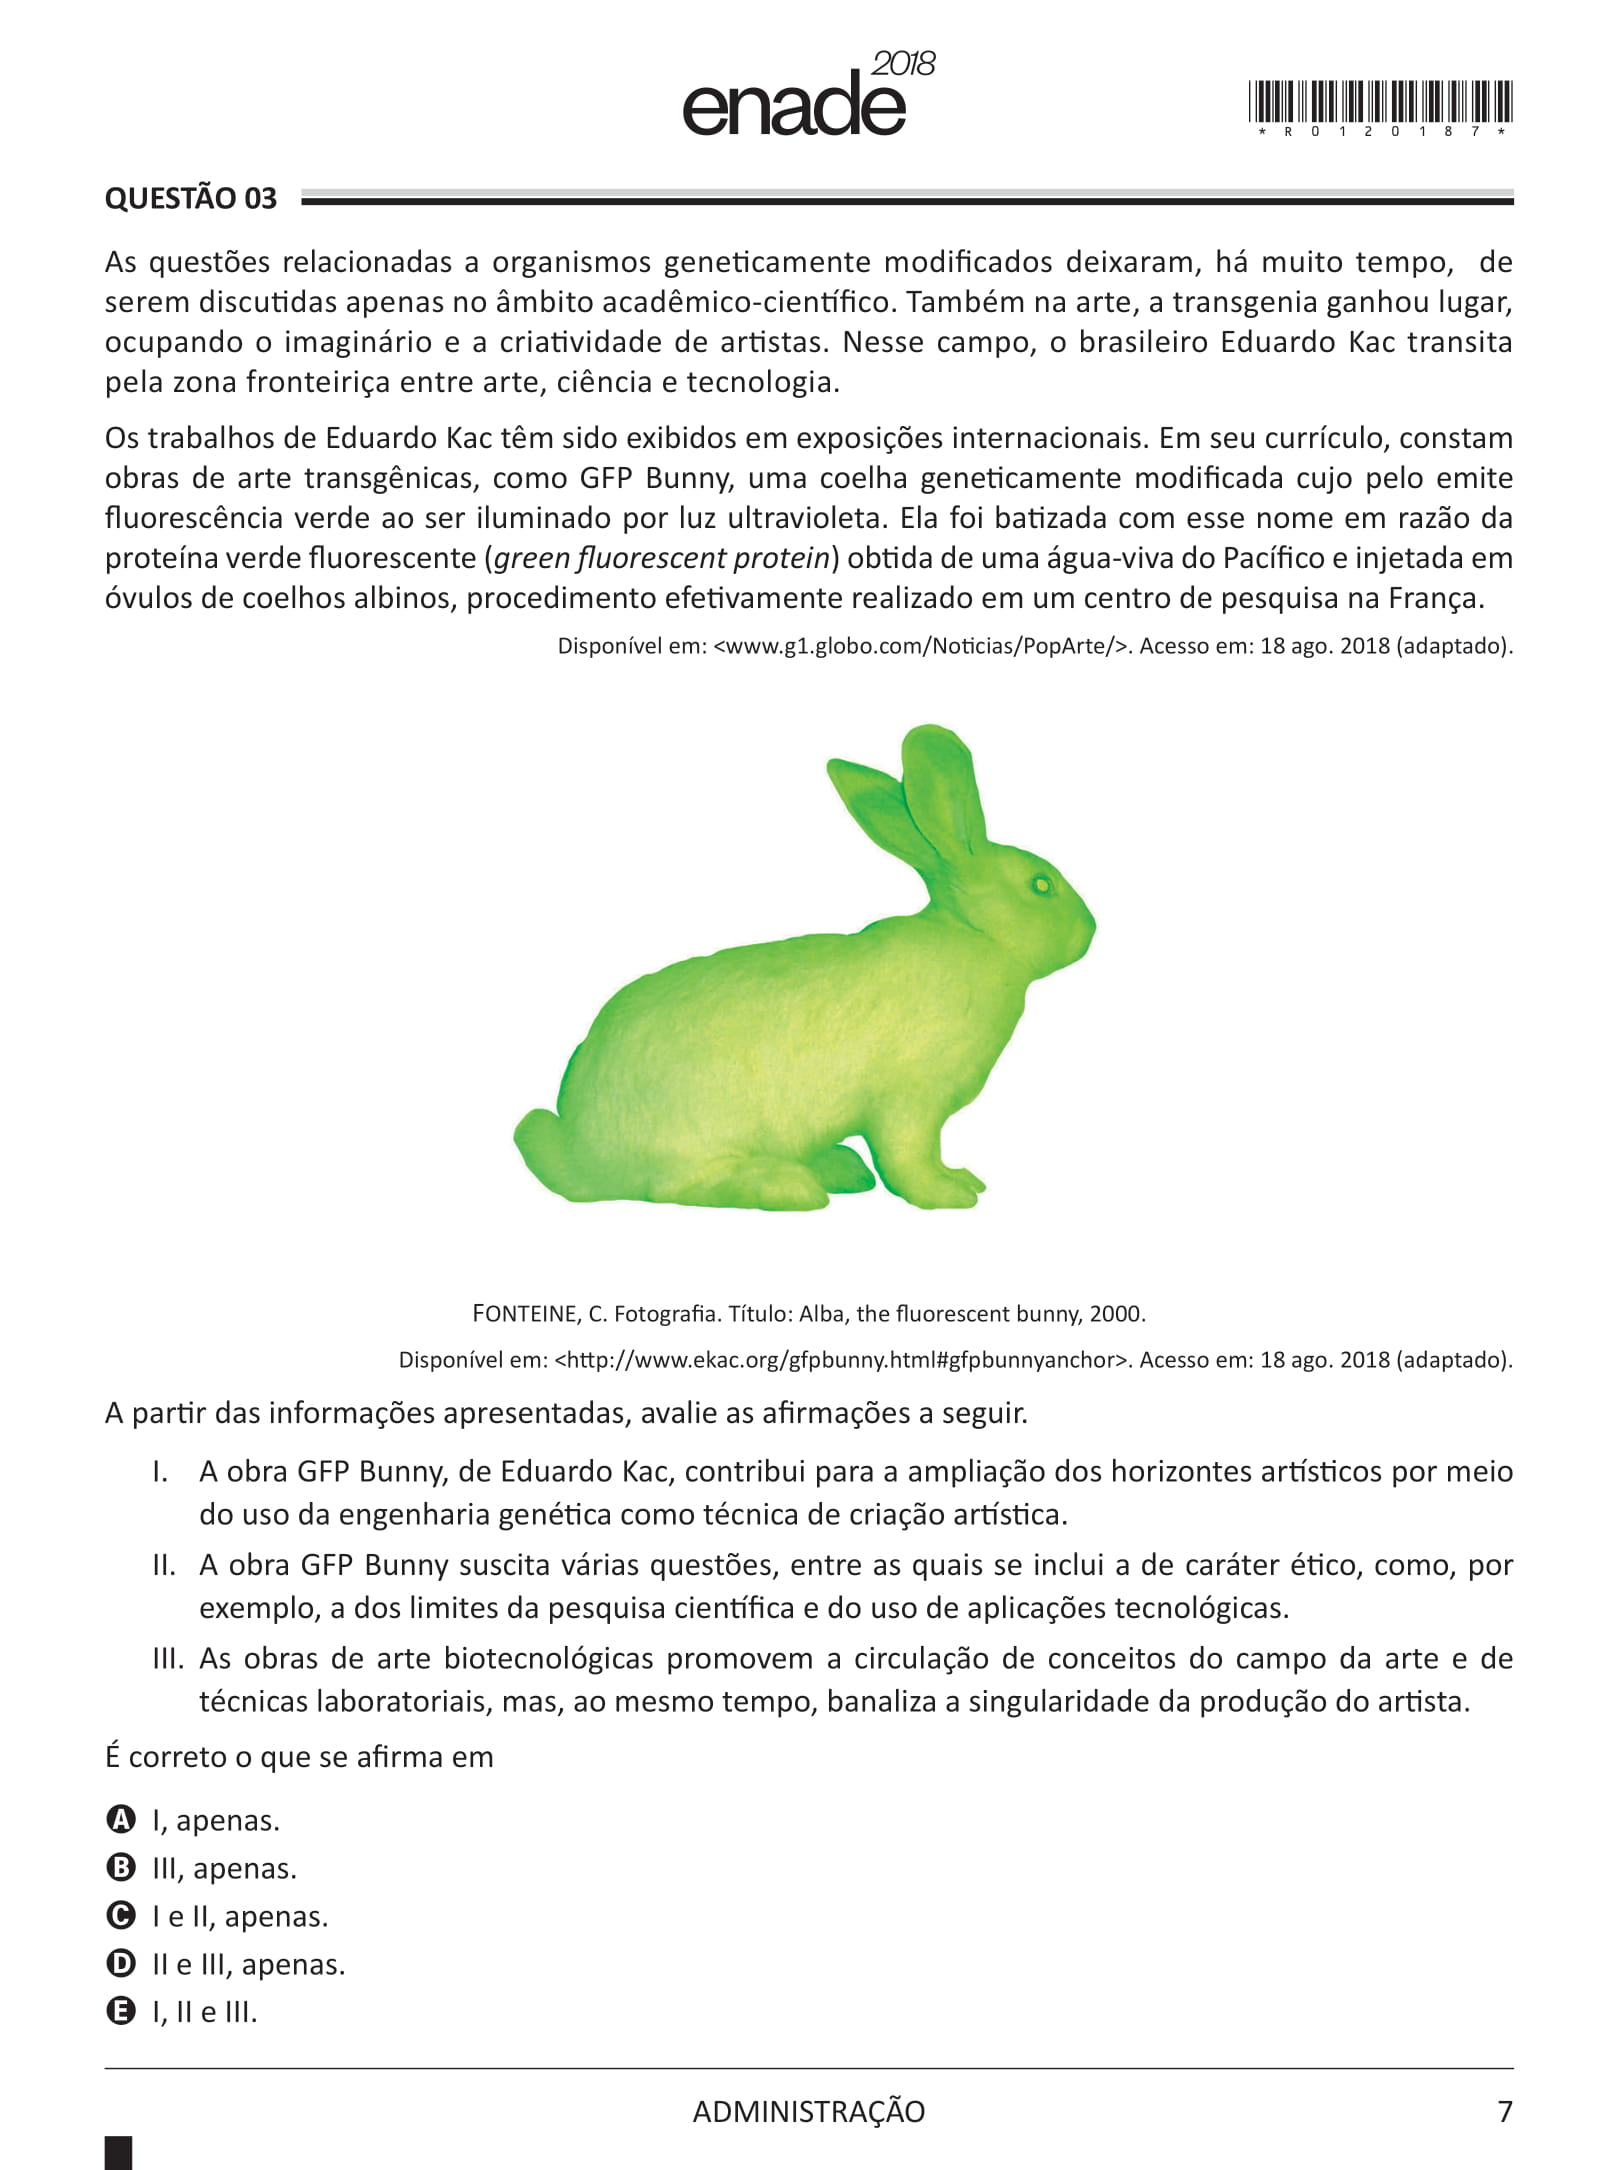 enade 2018
*R0120187*
QUESTÃO 03
As questões relacionadas a organismos geneticamente modificados deixaram, há muito tempo, de
serem discutidas apenas no âmbito acadêmico-científico. Também na arte, a transgenia ganhou lugar,
ocupando o imaginário e a criatividade de artistas. Nesse campo, o brasileiro Eduardo Kac transita
pela zona fronteiriça entre arte, ciência e tecnologia.
Os trabalhos de Eduardo Kac têm sido exibidos em exposições internacionais. Em seu currículo, constam
obras de arte transgênicas, como GFP Bunny, uma coelha geneticamente modificada cujo pelo emite
fluorescência verde ao ser iluminado por luz ultravioleta. Ela foi batizada com esse nome em razão da
proteína verde fluorescente (green fluorescent protein) obtida de uma água-viva do Pacífico e injetada em
óvulos de coelhos albinos, procedimento efetivamente realizado em um centro de pesquisa na França.
Disponível em: <www.g1.globo.com/Noticias/PopArte/>. Acesso em: 18 ago. 2018 (adaptado).
FONTEINE, C. Fotografia. Título: Alba, the fluorescent bunny, 2000.
Disponível em: <http://www.ekac.org/gfpbunny.html#gfpbunnyanchor>. Acesso em: 18 ago. 2018 (adaptado).
A partir das informações apresentadas, avalie as afirmações a seguir.
I. A obra GFP Bunny, de Eduardo Kac, contribui para a ampliação dos horizontes artísticos por meio
do uso da engenharia genética como técnica de criação artística.
II. A obra GFP Bunny suscita várias questões, entre as quais se inclui a de caráter ético, como, por
exemplo, a dos limites da pesquisa científica e do uso de aplicações tecnológicas.
III. As obras de arte biotecnológicas promovem a circulação de conceitos do campo da arte e de
técnicas laboratoriais, mas, ao mesmo tempo, banaliza a singularidade da produção do artista.
É correto o que se afirma em
A I, apenas.
B III, apenas.
C I e II, apenas.
D II e III, apenas.
E I, II e III.
ADMINISTRAÇÃO 7